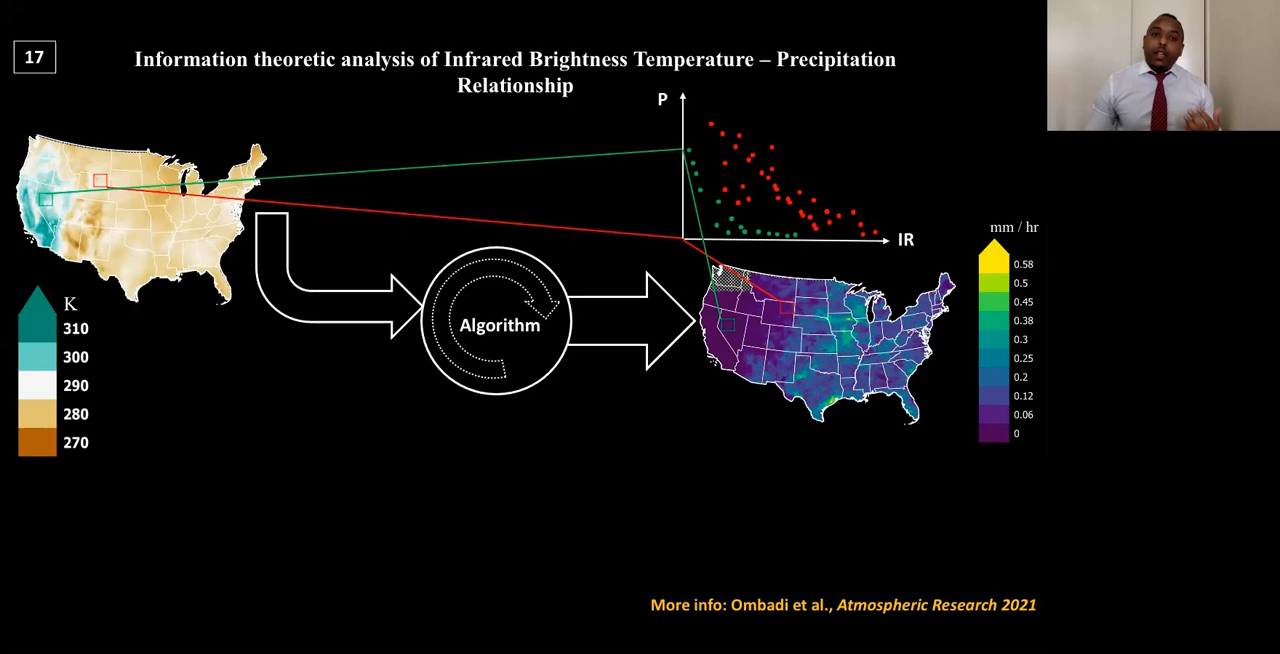 17
Information theoretic analysis of Infrared Brightness Temperature – Precipitation
Relationship
P
IR
K
310
300
290
280
270
Algorithm
mm / hr
0.58
0.5
0.45
0.38
0.3
0.25
0.2
0.12
0.06
0
More info: Ombadi et al., Atmospheric Research 2021